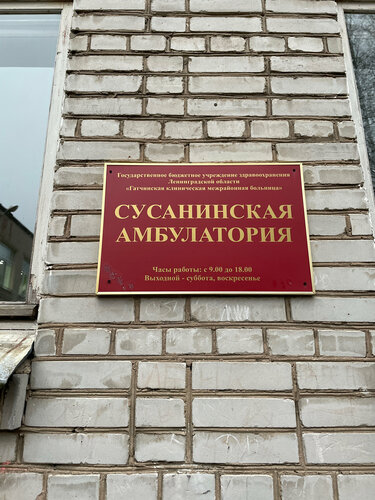 Государственное бюджетное учреждение здравоохранения
Ленинградской области
«Гатчинская клиническая межрайонная больница»
СУСАНИНСКАЯ
АМБУЛАТОРИЯ
Часы работы: с 9.00 до 18.00
Выходной - суббота, воскресенье